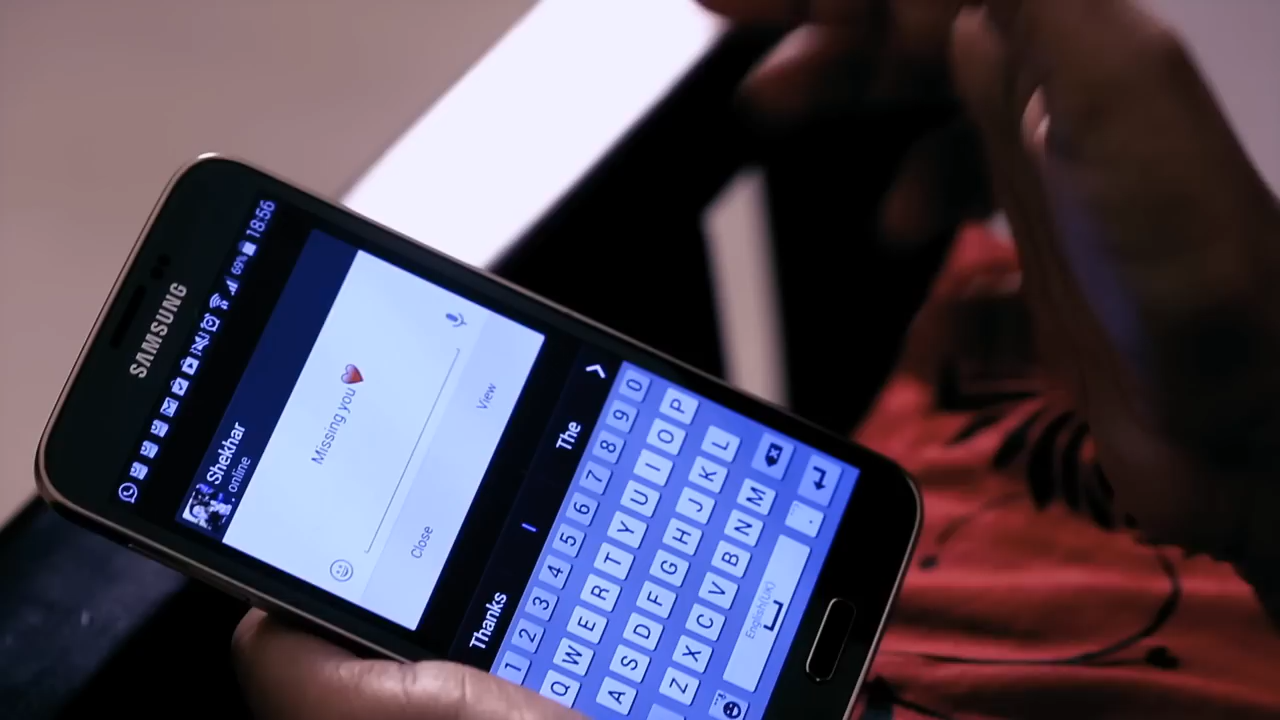 SAMSUNG
69% 18:56
Shekhar
online
Missing you❤
Close View
Thanks I The
1 2 3 4 5 6 7 8 9 0
Q W E R T Y U I O P
A S D F G H J K L
Z X C V B N M
English(UK) .